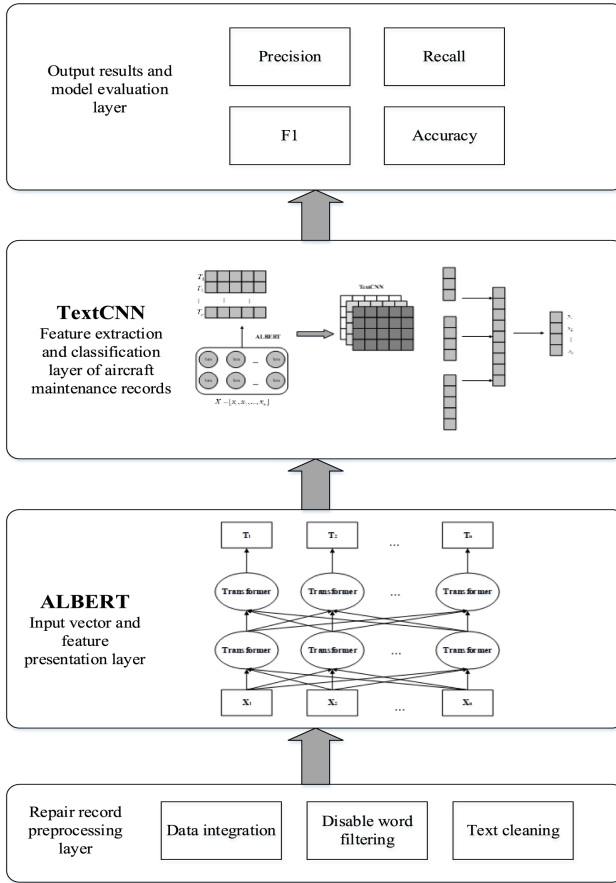 Output results and
model evaluation
layer
Precision
Recall
F1
Accuracy
TextCNN
Feature extraction
and classification
layer of aircraft
maintenance records
ALBERT
TextCNN
ALBERT
Input vector and
feature
presentation layer
T₁ T₂ ... Tₙ
Transformer Transformer ... Transformer
Transformer Transformer ... Transformer
X₁ X₂ ... Xₙ
Repair record
preprocessing
layer
Data integration
Disable word
filtering
Text cleaning